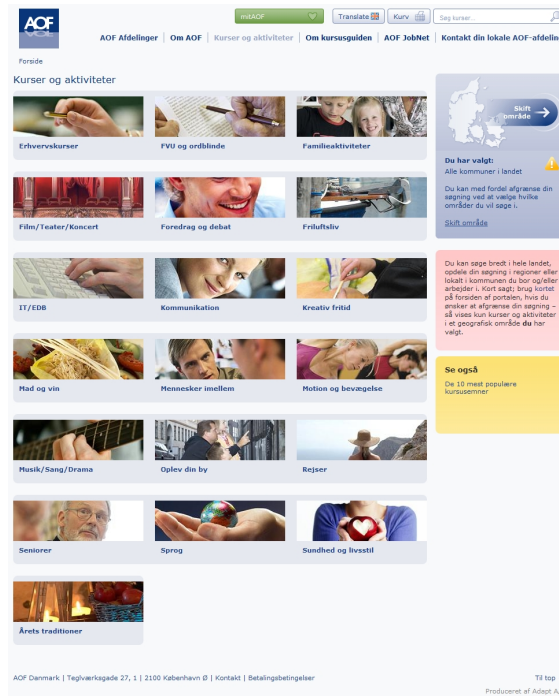 AOF
mitAOF
Translate
Kurv
Søg kurser...
AOF Afdelinger | Om AOF | Kurser og aktiviteter | Om kursusguiden | AOF JobNet | Kontakt din lokale AOF-afdelin
Forside
Kurser og aktiviteter
Erhvervskurser
FVU og ordblinde
Familieaktiviteter
Film/Teater/Koncert
Foredrag og debat
Friluftsliv
IT/EDB
Kommunikation
Kreativ fritid
Mad og vin
Mennesker imellem
Motion og bevægelse
Musik/Sang/Drama
Oplev din by
Rejser
Seniorer
Sprog
Sundhed og livsstil
Årets traditioner
Skift
område
Du har valgt:
Alle kommuner i landet
Du kan med fordel afgrænse din
søgning ved at vælge hvilke
områder du vil søge i.
Skift område
Du kan søge bredt i hele landet,
opdele din søgning i regioner eller
lokalt i kommunen du bor og/eller
arbejder i. Kort sagt; brug kortet
på forsiden af portalen, hvis du
ønsker at afgrænse din søgning –
så vises kun kurser og aktiviteter
i et geografisk område du har
valgt.
Se også
De 10 mest populære
kursusemner
AOF Danmark | Teglværksgade 27, 1 | 2100 København Ø | Kontakt | Betalingsbetingelser
Til top
Produceret af Adapt A